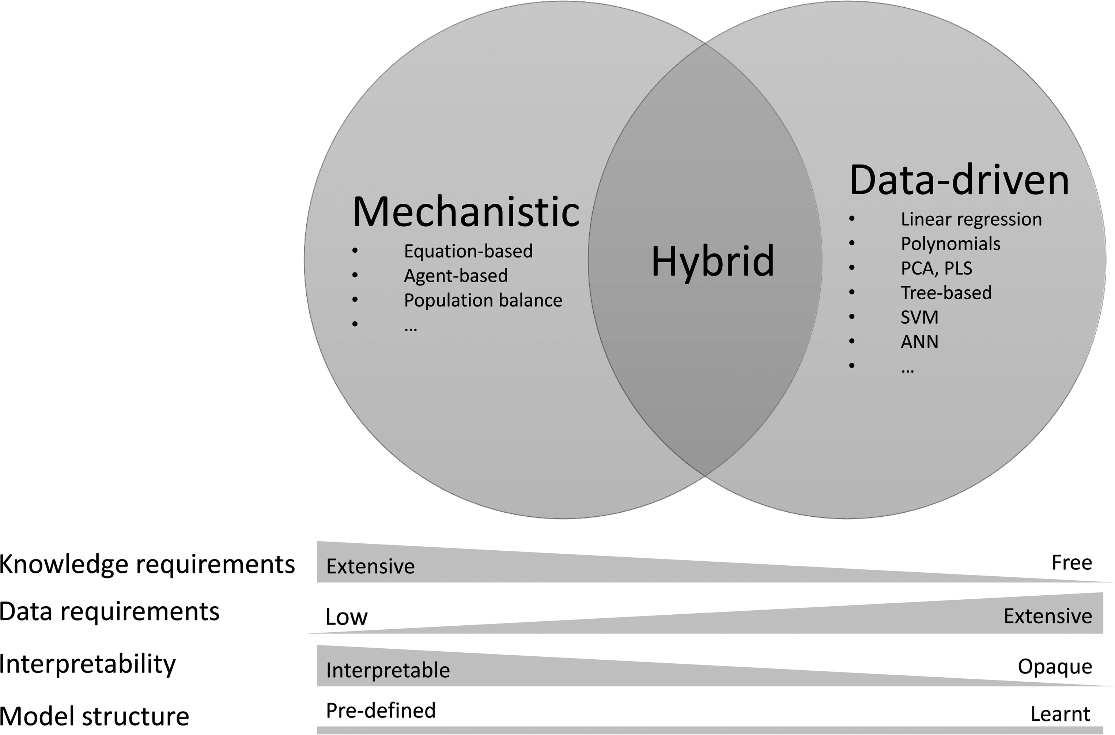 Mechanistic
• Equation-based
• Agent-based
• Population balance
• ...
Hybrid
Data-driven
• Linear regression
• Polynomials
• PCA, PLS
• Tree-based
• SVM
• ANN
• ...
Knowledge requirements Extensive Free
Data requirements Low Extensive
Interpretability Interpretable Opaque
Model structure Pre-defined Learnt